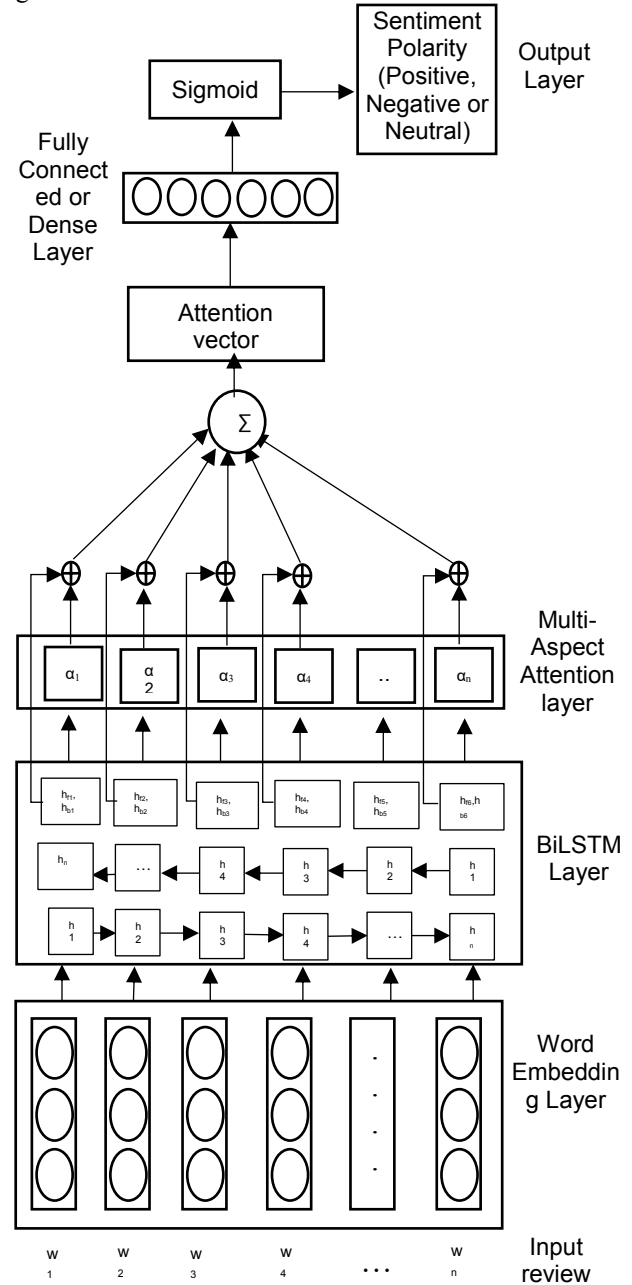 Sentiment
Polarity
(Positive,
Negative or
Neutral)
Output
Layer
Sigmoid
Fully
Connect
ed or
Dense
Layer
Attention
vector
Σ
Multi-
Aspect
Attention
layer
α1
α
2
α3
α4
..
αn
hf1,
hb1
hf2,
hb2
hf3,
hb3
hf4,
hb4
hf5,
hb5
hf6,h
b6
BiLSTM
Layer
hn
...
h
4
h
3
h
2
h
1
h
1
h
2
h
3
h
4
...
h
n
Word
Embeddin
g Layer
. . . .
w
1
w
2
w
3
w
4
...
w
n
Input
review